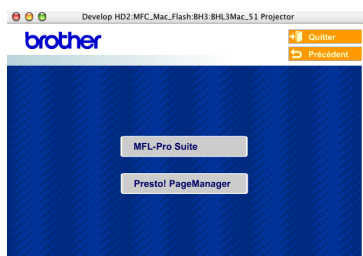 Develop HD2:MFC_Mac_Flash:BH3:BHL3Mac_51 Projector
brother
Quitter
Précédent
MFL-Pro Suite
Presto! PageManager